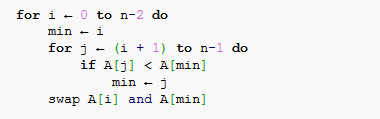 for i ← 0 to n-2 do
min ← i
for j ← (i + 1) to n-1 do
if A[j] < A[min]
min ← j
swap A[i] and A[min]